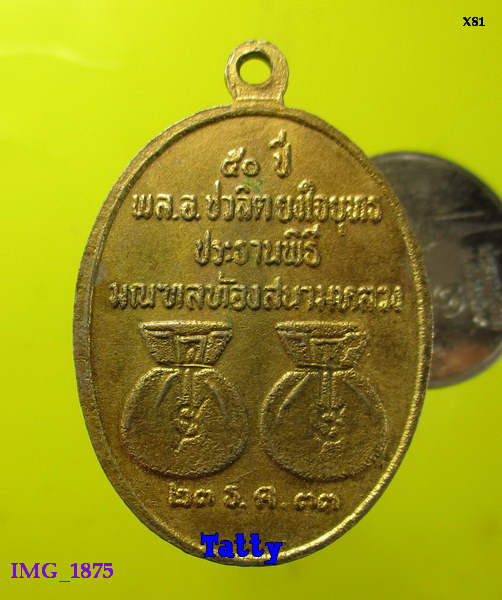 X81
๕๐ ปี
พล.อ.ชวลิต ยงใจยุทธ
ประธานพิธี
มณฑลท้องสนามหลวง
๒๓ ธ.ค.๓๓
Tatty
IMG_1875